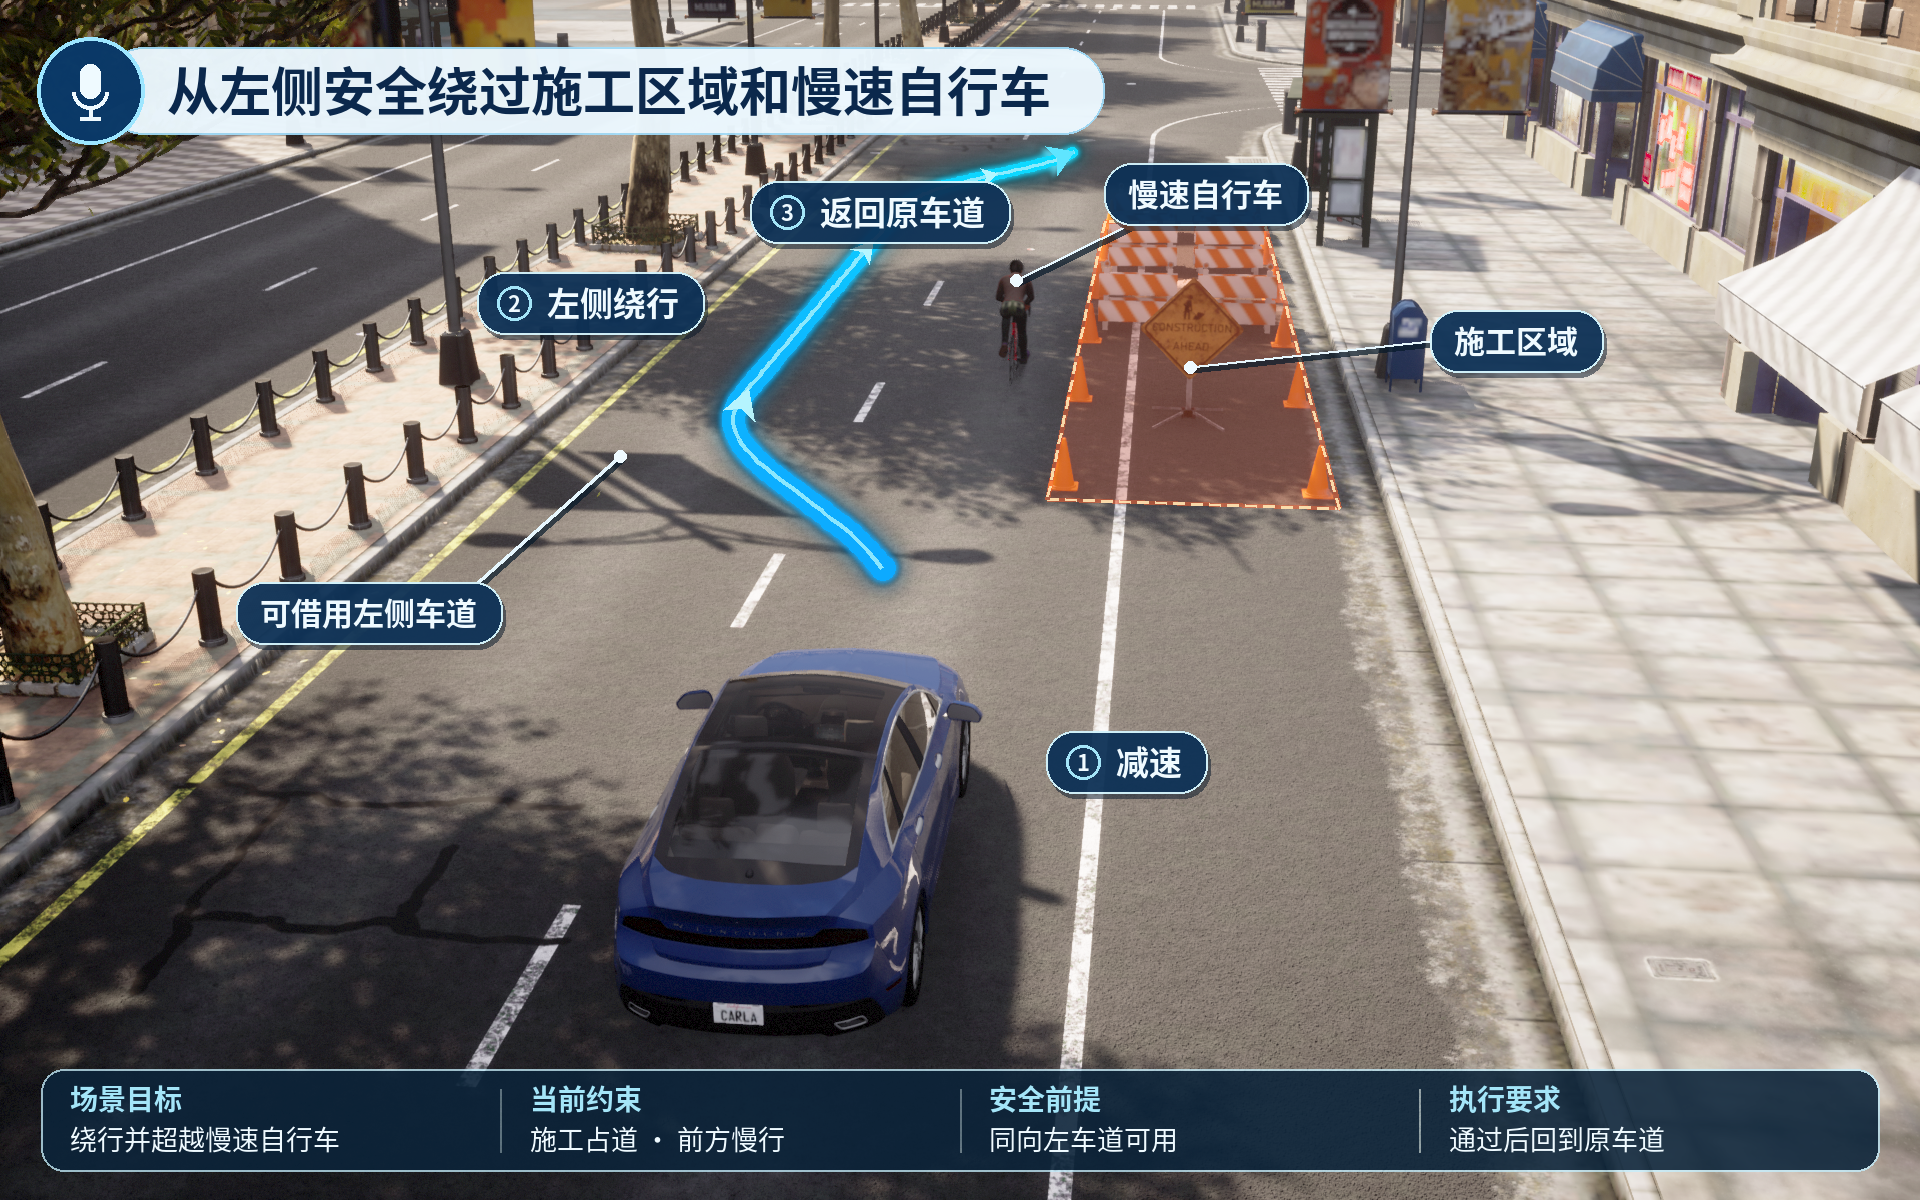 从左侧安全绕过施工区域和慢速自行车
慢速自行车
③ 返回原车道
② 左侧绕行
CONSTRUCTION
AHEAD
施工区域
可借用左侧车道
① 减速
CARLA
场景目标
绕行并超越慢速自行车
当前约束
施工占道 · 前方慢行
安全前提
同向左车道可用
执行要求
通过后回到原车道